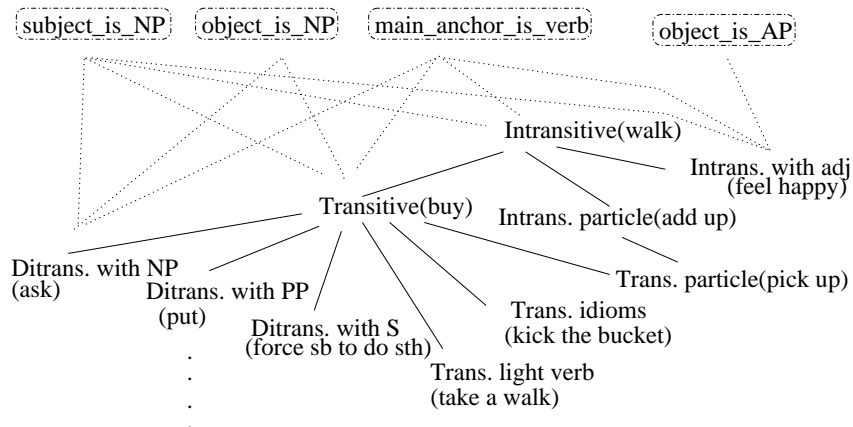 subject_is_NP object_is_NP main_anchor_is_verb object_is_AP
Intransitive(walk)
Intrans. with adj
(feel happy)
Transitive(buy)
Intrans. particle(add up)
Ditrans. with NP
(ask)
Ditrans. with PP
(put)
Trans. particle(pick up)
Ditrans. with S
(force sb to do sth)
Trans. idioms
(kick the bucket)
Trans. light verb
(take a walk)
.
.
.
.